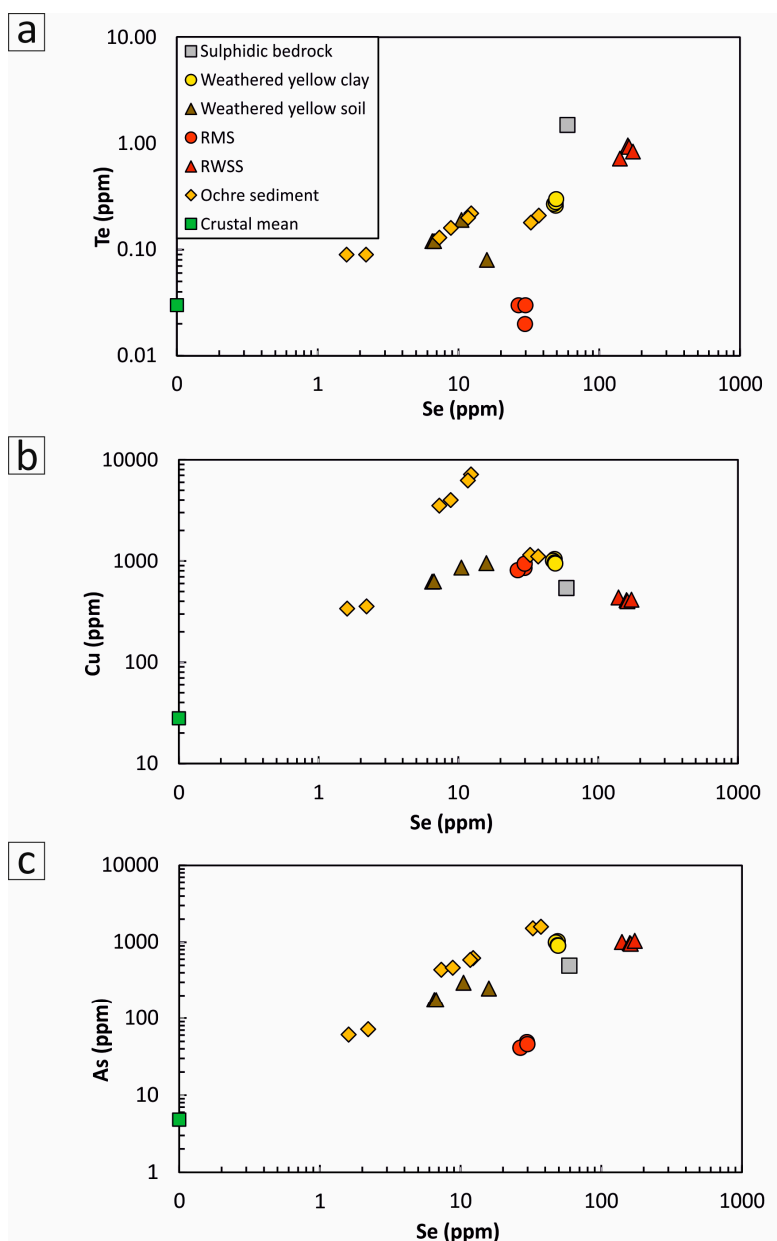 a
10.00
1.00
0.10
0.01
Te (ppm)
Sulphidic bedrock
Weathered yellow clay
Weathered yellow soil
RMS
RWSS
Ochre sediment
Crustal mean
0 1 10 100 1000
Se (ppm)
b
10000
1000
100
10
Cu (ppm)
0 1 10 100 1000
Se (ppm)
c
10000
1000
100
10
1
As (ppm)
0 1 10 100 1000
Se (ppm)